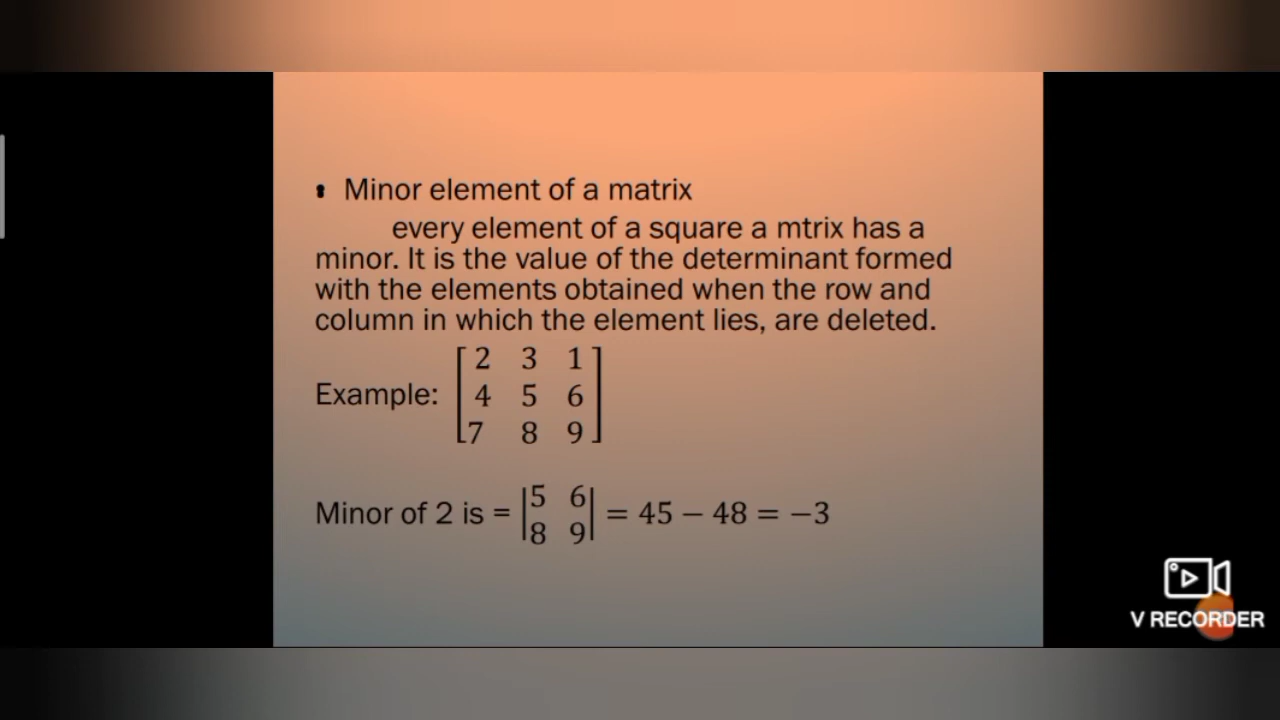 • Minor element of a matrix
every element of a square a mtrix has a
minor. It is the value of the determinant formed
with the elements obtained when the row and
column in which the element lies, are deleted.
2 3 1
Example: 4 5 6
7 8 9
5 6
Minor of 2 is = = 45 − 48 = −3
8 9
V RECORDER